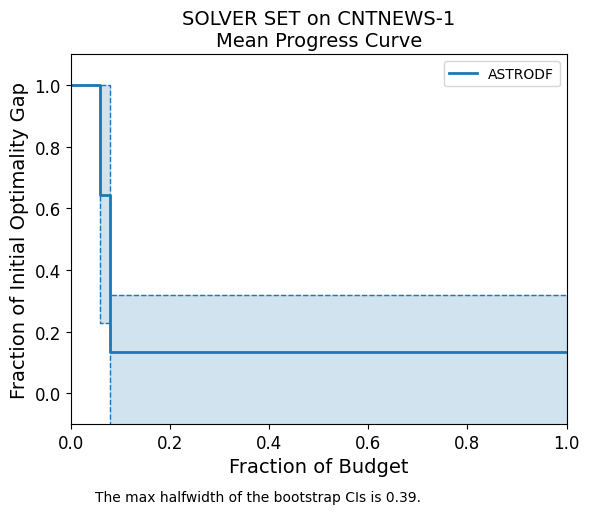 SOLVER SET on CNTNEWS-1
Mean Progress Curve
ASTRODF
Fraction of Initial Optimality Gap
1.0
0.8
0.6
0.4
0.2
0.0
0.0 0.2 0.4 0.6 0.8 1.0
Fraction of Budget
The max halfwidth of the bootstrap CIs is 0.39.